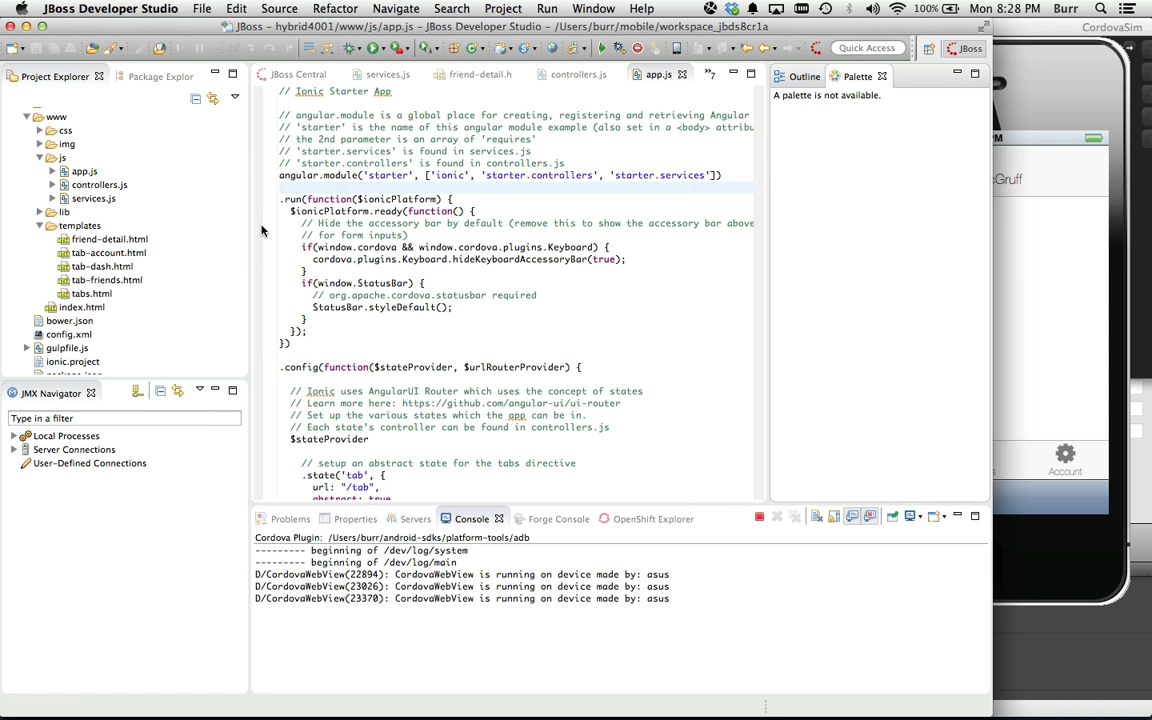 JBoss Developer Studio File Edit Source Refactor Navigate Search Project Run Window Help 100% Mon 8:28 PM Burr
JBoss - hybrid4001/www/js/app.js - JBoss Developer Studio - /Users/burr/mobile/workspace_jbds8cr1a
CordovaSim
Quick Access
JBoss
Project Explorer
Package Explor
JBoss Central
services.js
friend-detail.h
controllers.js
app.js
»7
Outline
Palette
A palette is not available.
www
css
img
js
app.js
controllers.js
services.js
lib
templates
friend-detail.html
tab-account.html
tab-dash.html
tab-friends.html
tabs.html
index.html
bower.json
config.xml
gulpfile.js
ionic.project
package.json
// Ionic Starter App
// angular.module is a global place for creating, registering and retrieving Angular
// 'starter' is the name of this angular module example (also set in a <body> attribu
// the 2nd parameter is an array of 'requires'
// 'starter.services' is found in services.js
// 'starter.controllers' is found in controllers.js
angular.module('starter', ['ionic', 'starter.controllers', 'starter.services'])
.run(function($ionicPlatform) {
$ionicPlatform.ready(function() {
// Hide the accessory bar by default (remove this to show the accessory bar above
// for form inputs)
if(window.cordova && window.cordova.plugins.Keyboard) {
cordova.plugins.Keyboard.hideKeyboardAccessoryBar(true);
}
if(window.StatusBar) {
// org.apache.cordova.statusbar required
StatusBar.styleDefault();
}
});
})
.config(function($stateProvider, $urlRouterProvider) {
// Ionic uses AngularUI Router which uses the concept of states
// Learn more here: https://github.com/angular-ui/ui-router
// Set up the various states which the app can be in.
// Each state's controller can be found in controllers.js
$stateProvider
// setup an abstract state for the tabs directive
.state('tab', {
url: "/tab",
abstract: true
JMX Navigator
Type in a filter
Local Processes
Server Connections
User-Defined Connections
Problems
Properties
Servers
Console
Forge Console
OpenShift Explorer
Cordova Plugin: /Users/burr/android-sdks/platform-tools/adb
--------- beginning of /dev/log/system
--------- beginning of /dev/log/main
D/CordovaWebView(22894): CordovaWebView is running on device made by: asus
D/CordovaWebView(23026): CordovaWebView is running on device made by: asus
D/CordovaWebView(23370): CordovaWebView is running on device made by: asus
M
cGruff
s
Account